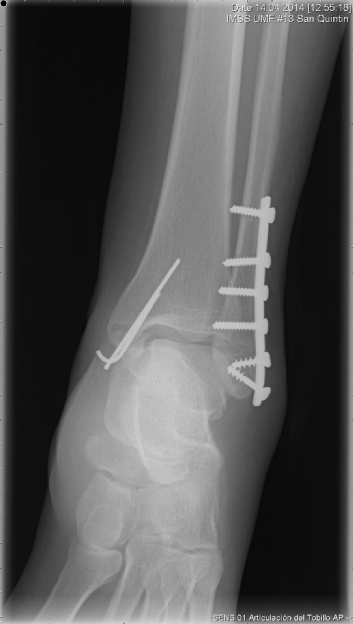 Date 14.04.2014 [12:55:18]
IMSS UMF #13 San Quintin
SENS 01 Articulación del Tobillo AP